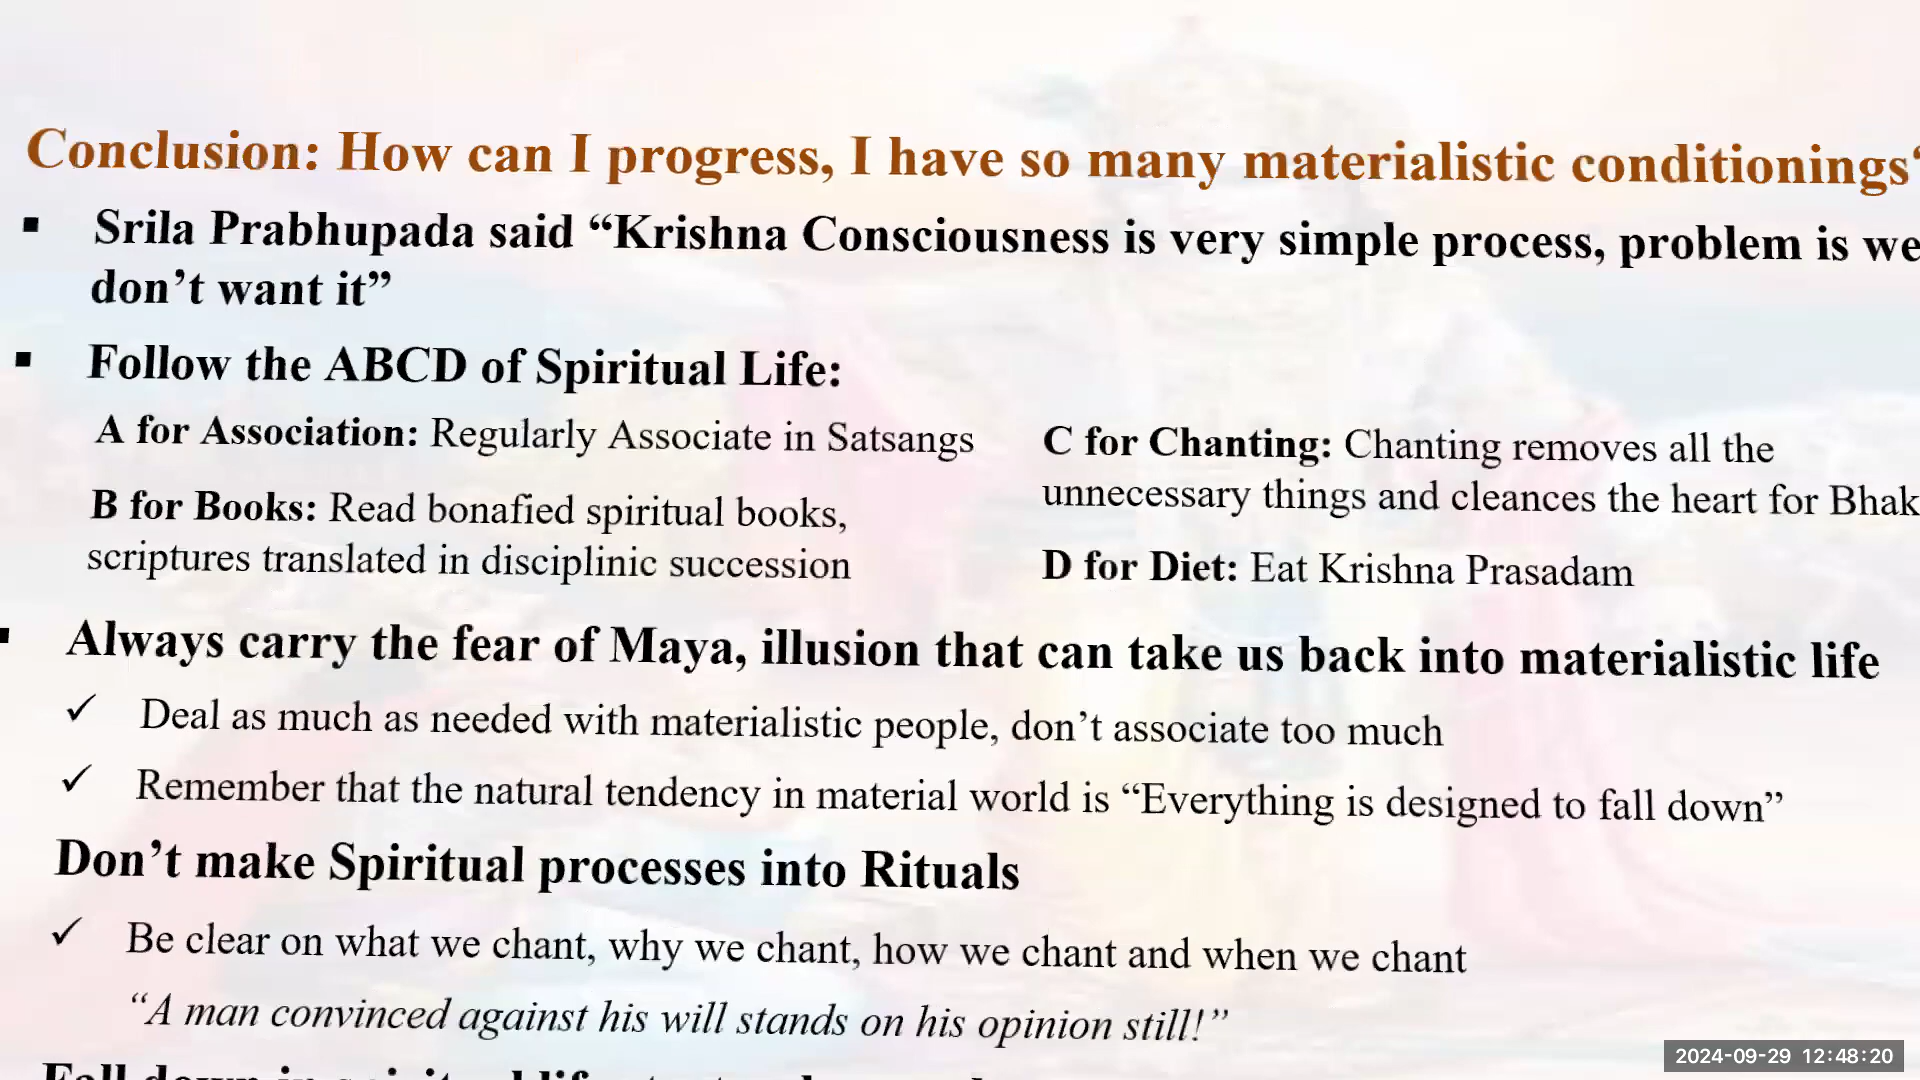 Conclusion: How can I progress, I have so many materialistic conditionings
▪ Srila Prabhupada said “Krishna Consciousness is very simple process, problem is we
don’t want it”
▪ Follow the ABCD of Spiritual Life:
A for Association: Regularly Associate in Satsangs
B for Books: Read bonafied spiritual books,
scriptures translated in disciplinic succession
C for Chanting: Chanting removes all the
unnecessary things and cleances the heart for Bhak
D for Diet: Eat Krishna Prasadam
▪ Always carry the fear of Maya, illusion that can take us back into materialistic life
✓ Deal as much as needed with materialistic people, don’t associate too much
✓ Remember that the natural tendency in material world is “Everything is designed to fall down”
Don’t make Spiritual processes into Rituals
✓ Be clear on what we chant, why we chant, how we chant and when we chant
“A man convinced against his will stands on his opinion still!”
Fall down in spiritual life
2024-09-29 12:48:20